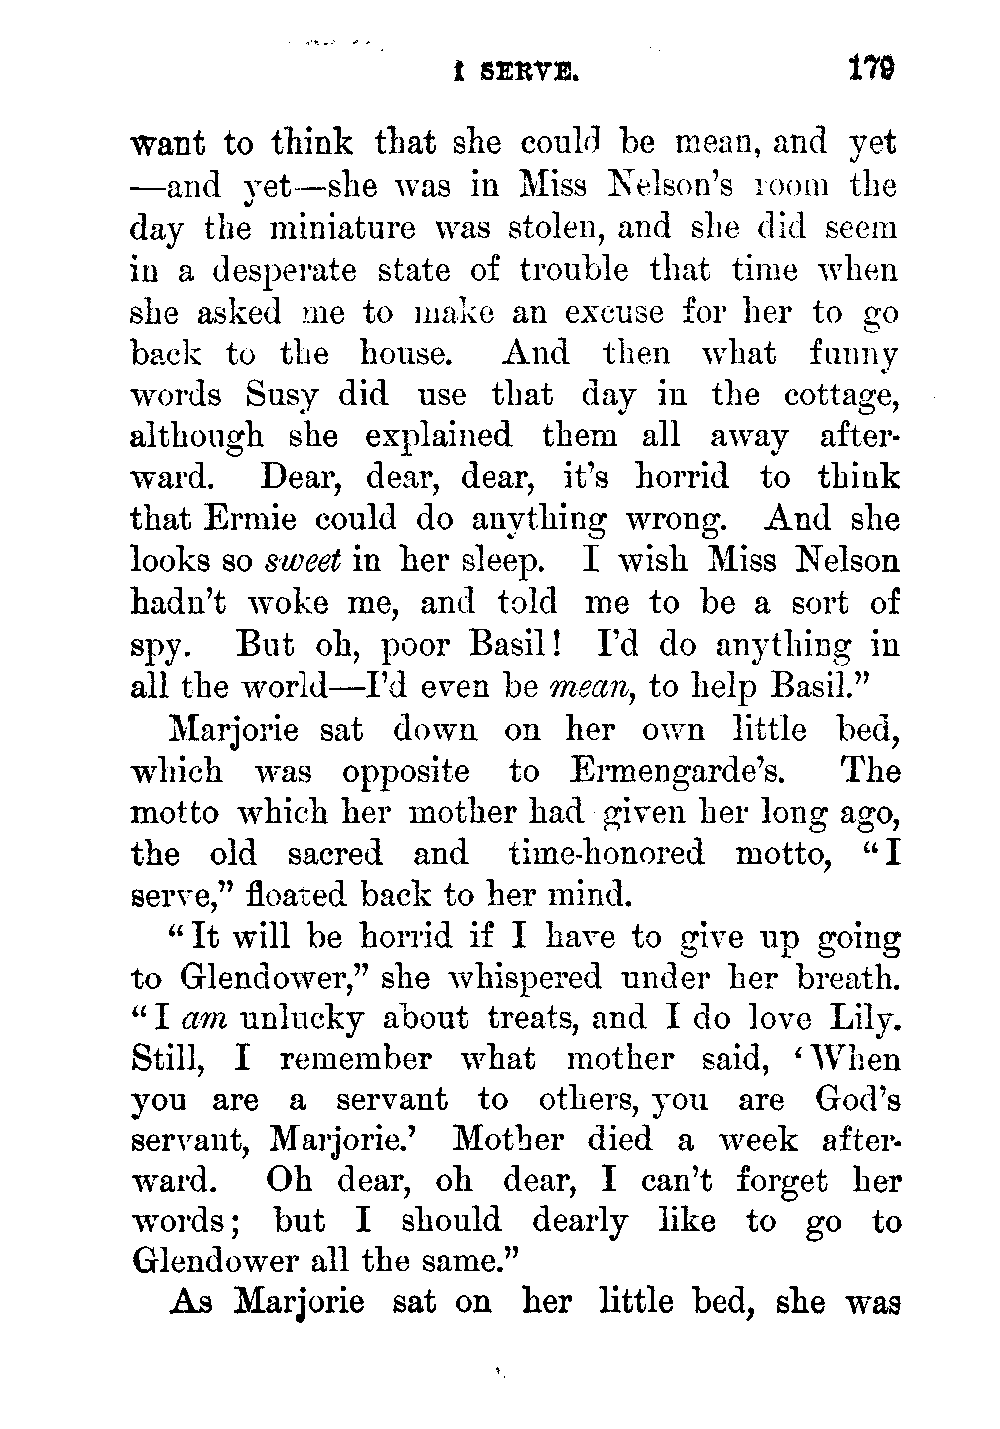 I SERVE. 179
want to think that she could be mean, and yet
—and yet—she was in Miss Nelson's room the
day the miniature was stolen, and she did seem
in a desperate state of trouble that time when
she asked me to make an excuse for her to go
back to the house. And then what funny
words Susy did use that day in the cottage,
although she explained them all away after-
ward. Dear, dear, dear, it's horrid to think
that Ermie could do anything wrong. And she
looks so sweet in her sleep. I wish Miss Nelson
hadn't woke me, and told me to be a sort of
spy. But oh, poor Basil! I'd do anything in
all the world—I'd even be mean, to help Basil."
Marjorie sat down on her own little bed,
which was opposite to Ermengarde's. The
motto which her mother had given her long ago,
the old sacred and time-honored motto, "I
serve," floated back to her mind.
"It will be horrid if I have to give up going
to Glendower," she whispered under her breath.
"I am unlucky about treats, and I do love Lily.
Still, I remember what mother said, 'When
you are a servant to others, you are God's
servant, Marjorie.' Mother died a week after-
ward. Oh dear, oh dear, I can't forget her
words; but I should dearly like to go to
Glendower all the same."
As Marjorie sat on her little bed, she was